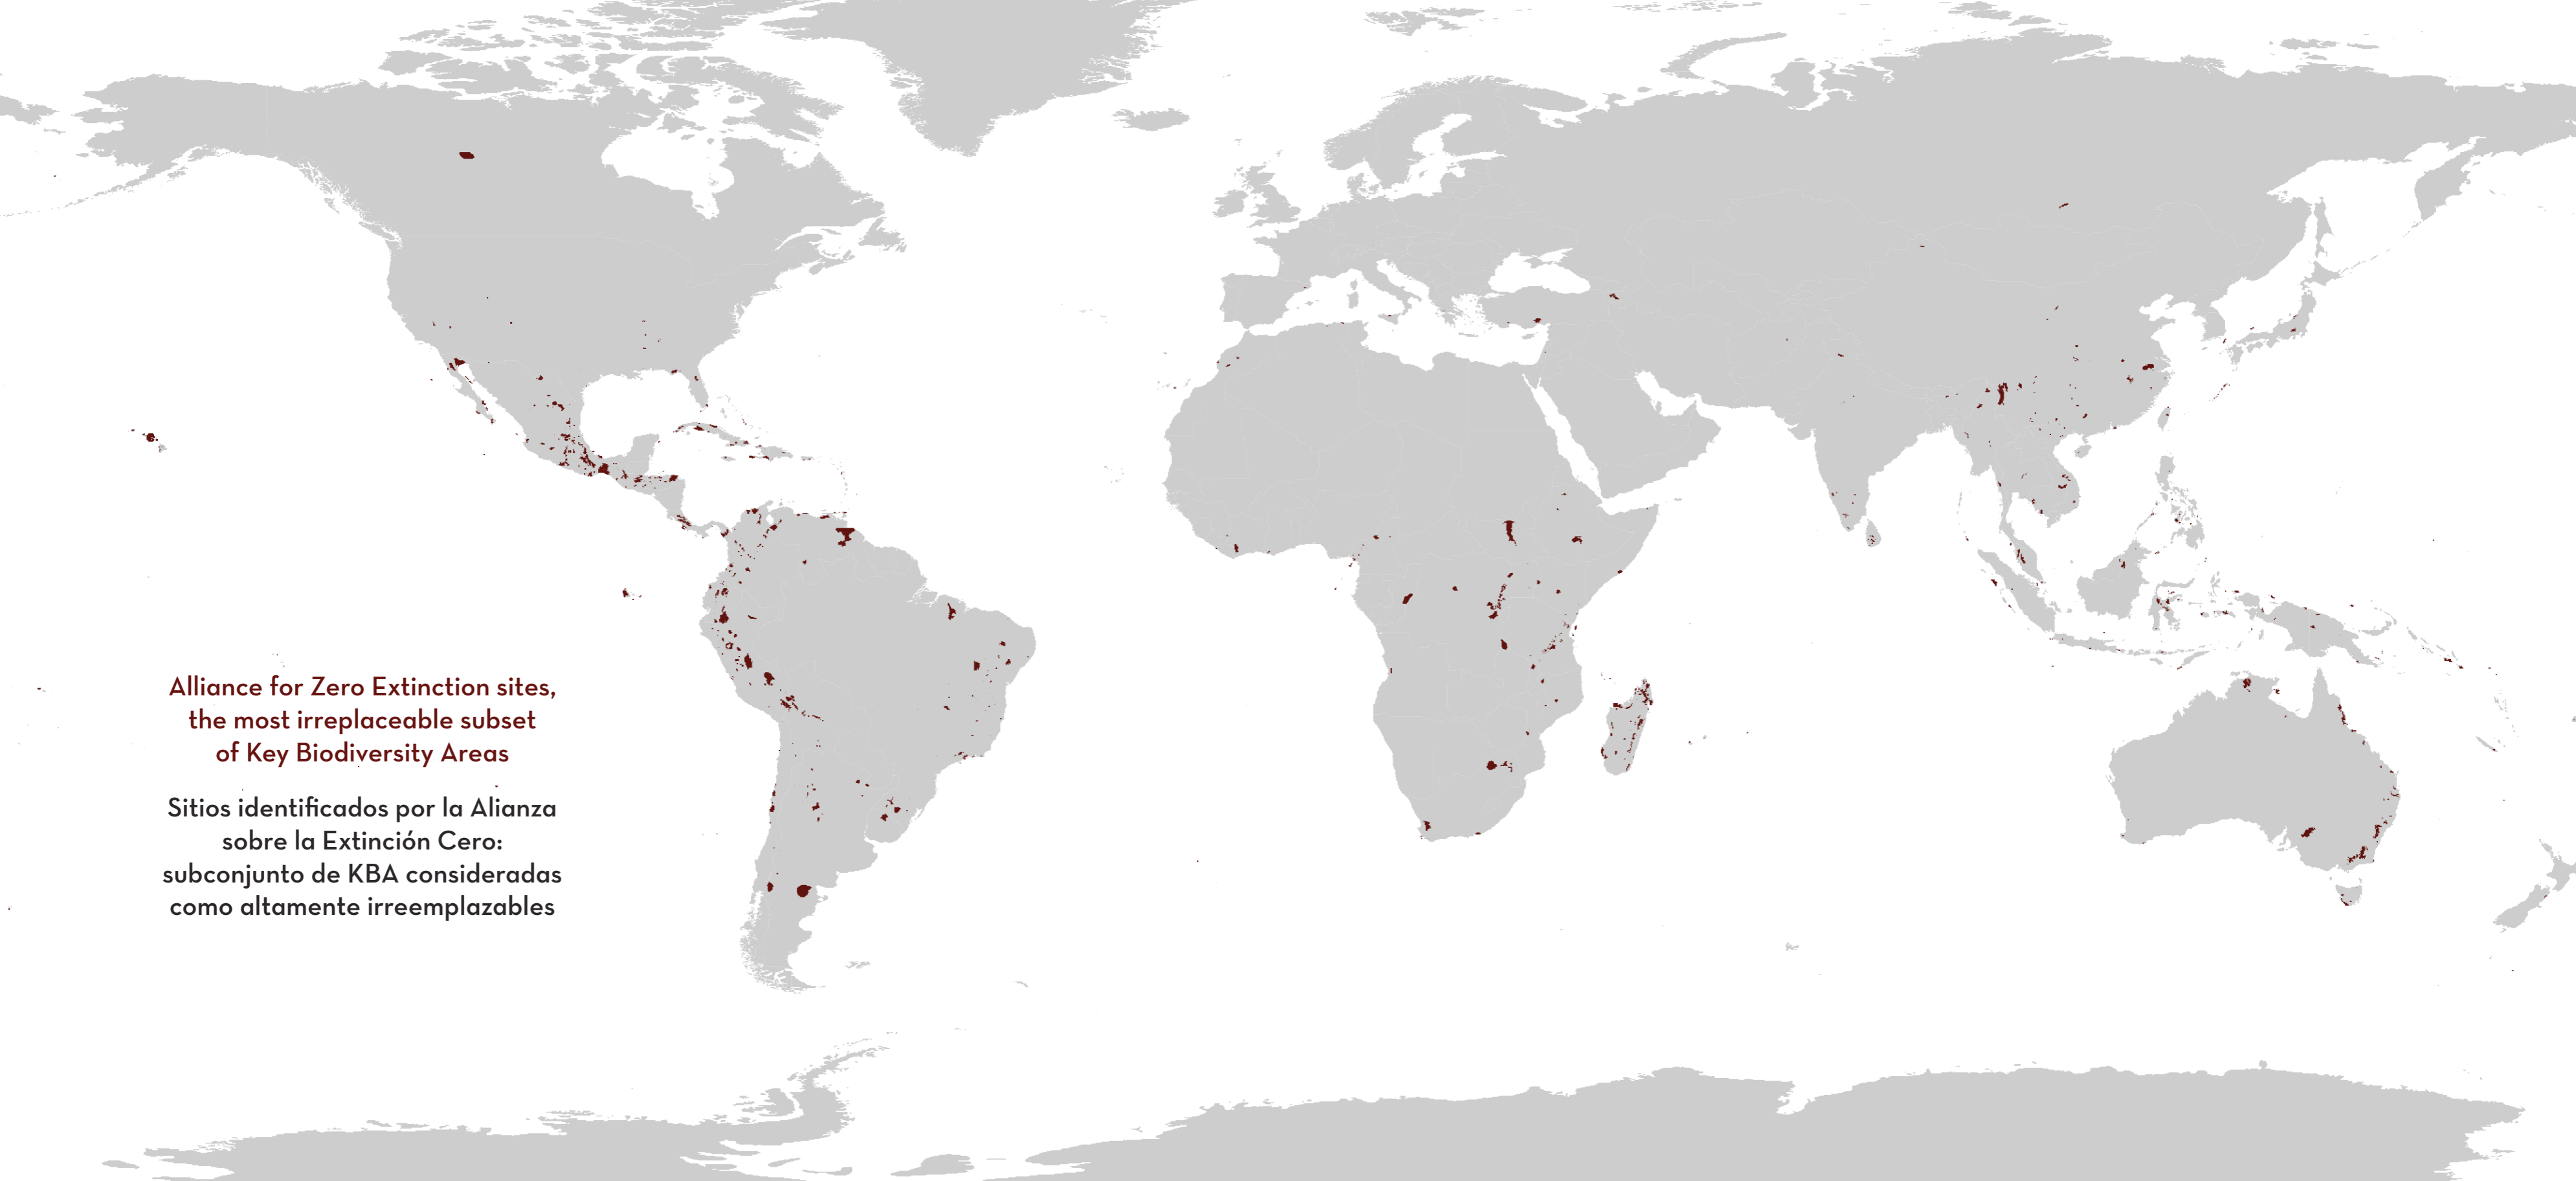 Alliance for Zero Extinction sites,
the most irreplaceable subset
of Key Biodiversity Areas
Sitios identificados por la Alianza
sobre la Extinción Cero:
subconjunto de KBA consideradas
como altamente irreemplazables